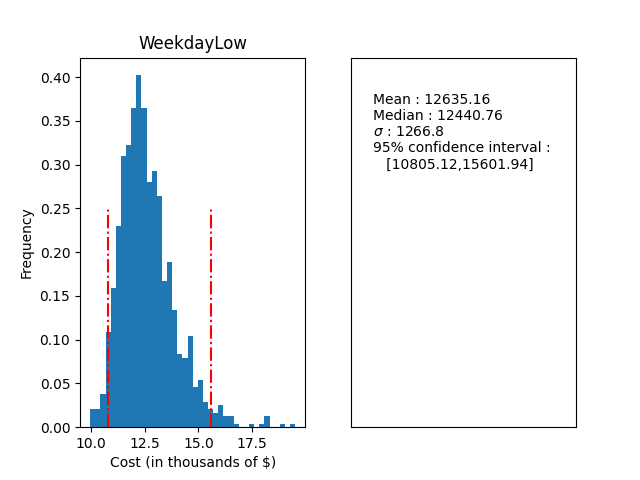 WeekdayLow
0.40
0.35
0.30
0.25
0.20
0.15
0.10
0.05
0.00
Frequency
10.0 12.5 15.0 17.5
Cost (in thousands of $)
Mean : 12635.16
Median : 12440.76
σ : 1266.8
95% confidence interval :
[10805.12,15601.94]